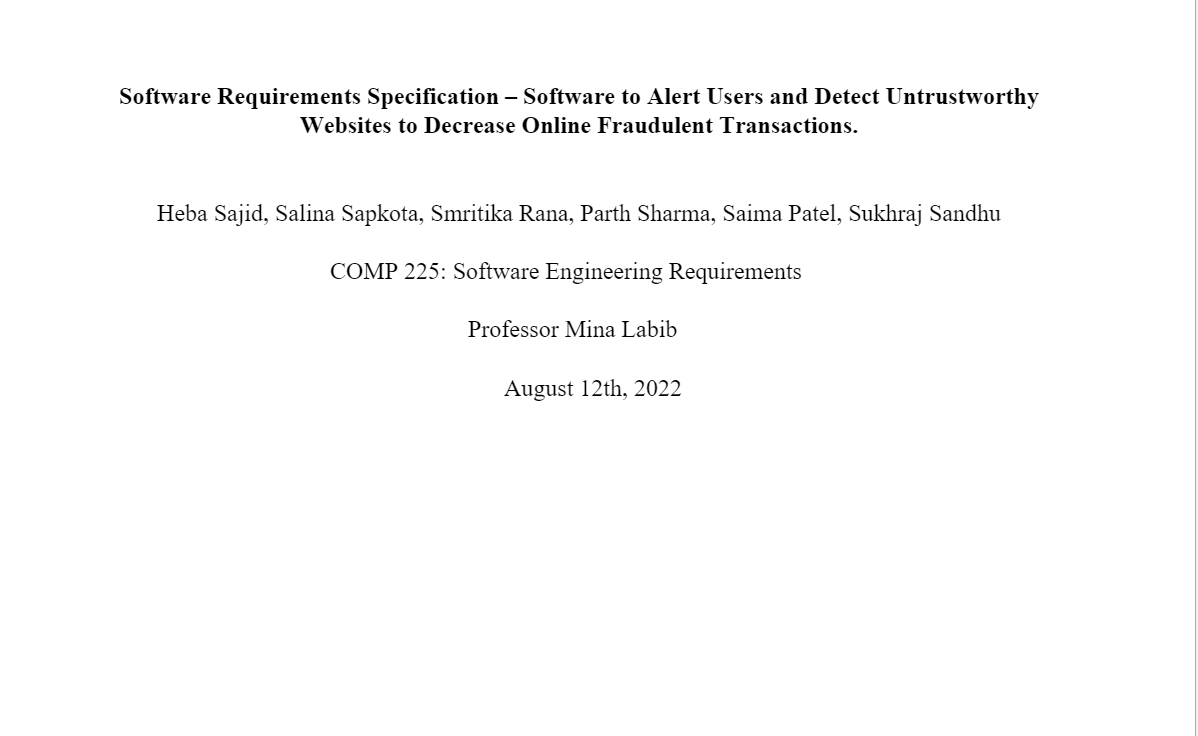 Software Requirements Specification – Software to Alert Users and Detect Untrustworthy
Websites to Decrease Online Fraudulent Transactions.
Heba Sajid, Salina Sapkota, Smritika Rana, Parth Sharma, Saima Patel, Sukhraj Sandhu
COMP 225: Software Engineering Requirements
Professor Mina Labib
August 12th, 2022